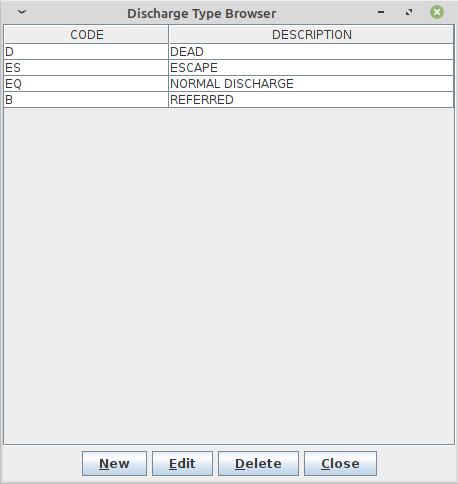 Discharge Type Browser
CODE DESCRIPTION
D DEAD
ES ESCAPE
EQ NORMAL DISCHARGE
B REFERRED
New Edit Delete Close